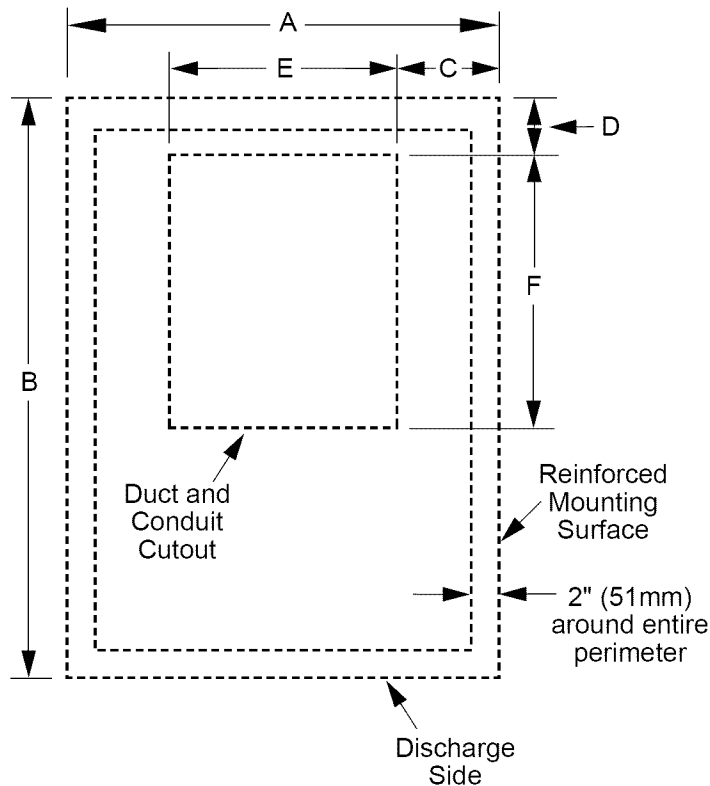 A
E
C
D
F
B
Duct and
Conduit
Cutout
Reinforced
Mounting
Surface
2" (51mm)
around entire
perimeter
Discharge
Side